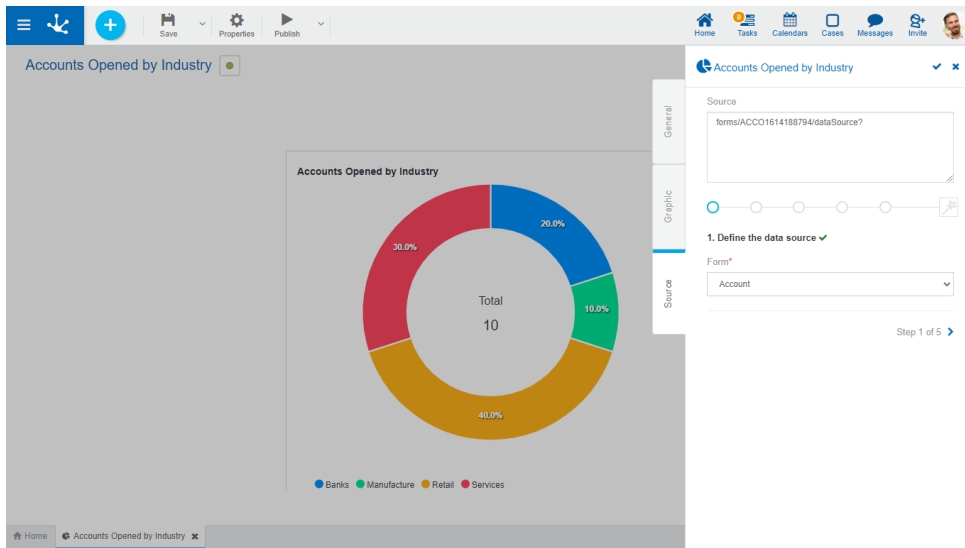 Save
Properties
Publish
Home
Tasks
Calendars
Cases
Messages
Invite
Accounts Opened by Industry
General
Graphic
Source
Accounts Opened by Industry
20.0%
10.0%
40.0%
30.0%
Total
10
Banks Manufacture Retail Services
Accounts Opened by Industry
Source
forms/ACCO1614188794/dataSource?
1. Define the data source
Form*
Account
Step 1 of 5
Home
Accounts Opened by Industry